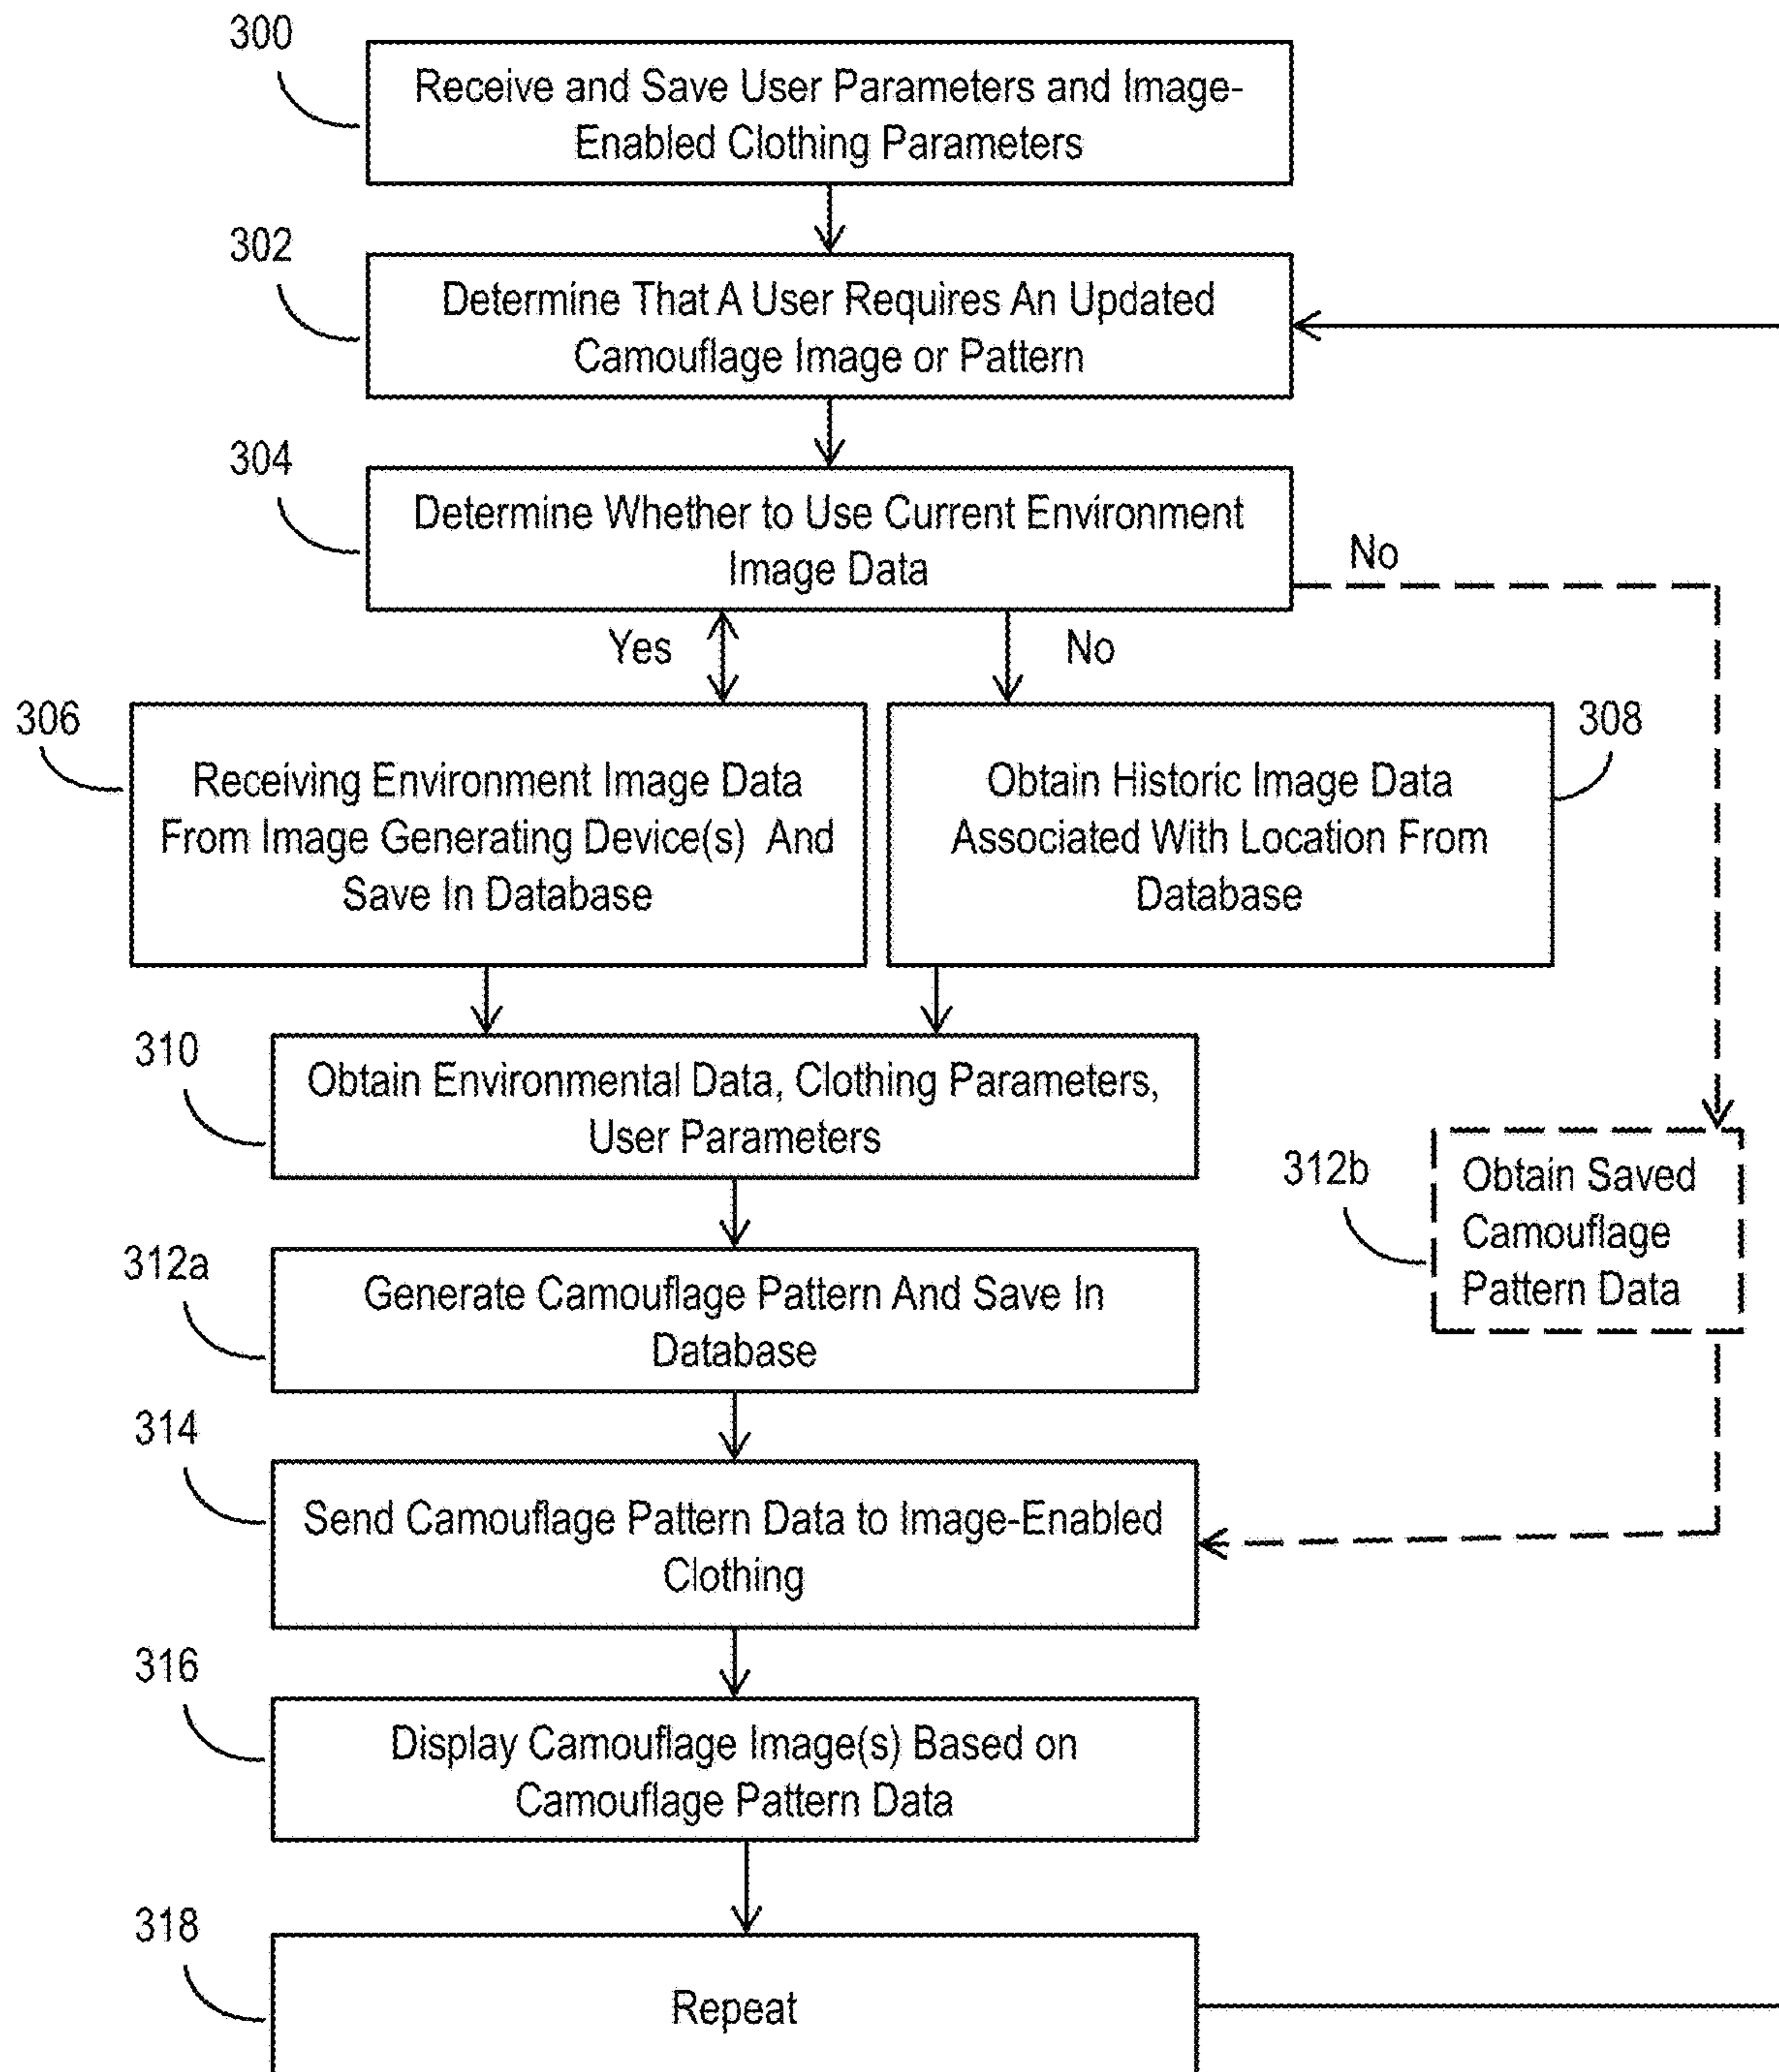 300
Receive and Save User Parameters and Image-
Enabled Clothing Parameters
302
Determine That A User Requires An Updated
Camouflage Image or Pattern
304
Determine Whether to Use Current Environment
Image Data
No
Yes
No
306
Receiving Environment Image Data
From Image Generating Device(s) And
Save In Database
308
Obtain Historic Image Data
Associated With Location From
Database
310
Obtain Environmental Data, Clothing Parameters,
User Parameters
312b
Obtain Saved
Camouflage
Pattern Data
312a
Generate Camouflage Pattern And Save In
Database
314
Send Camouflage Pattern Data to Image-Enabled
Clothing
316
Display Camouflage Image(s) Based on
Camouflage Pattern Data
318
Repeat